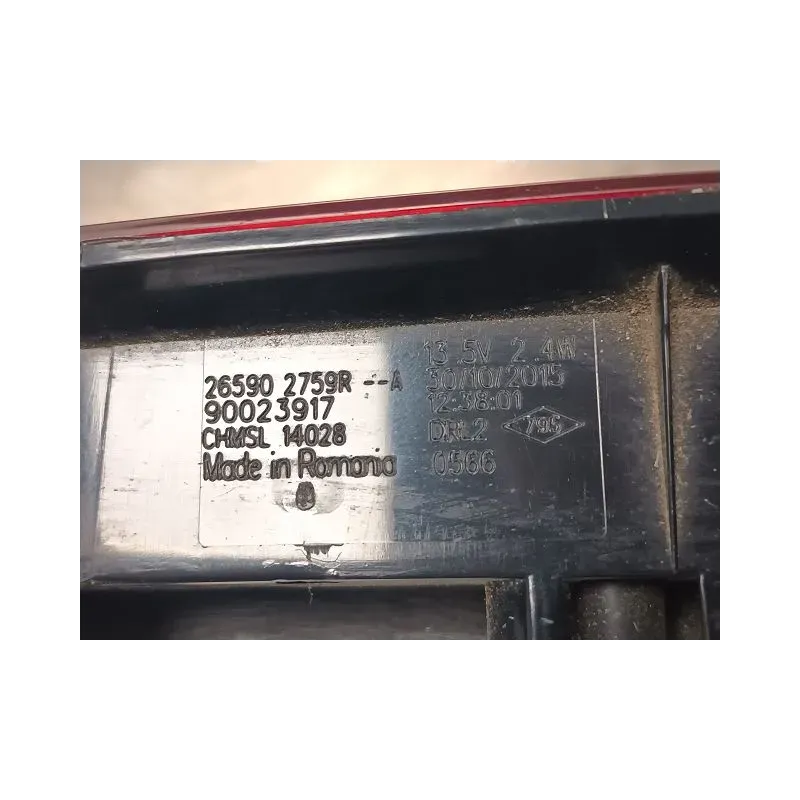 26590 2759R --A
90023917
CHMSL 14028
Made in Romania
13.5V 2.4W
30/10/2015
12:38:01
DRL2 795
0566